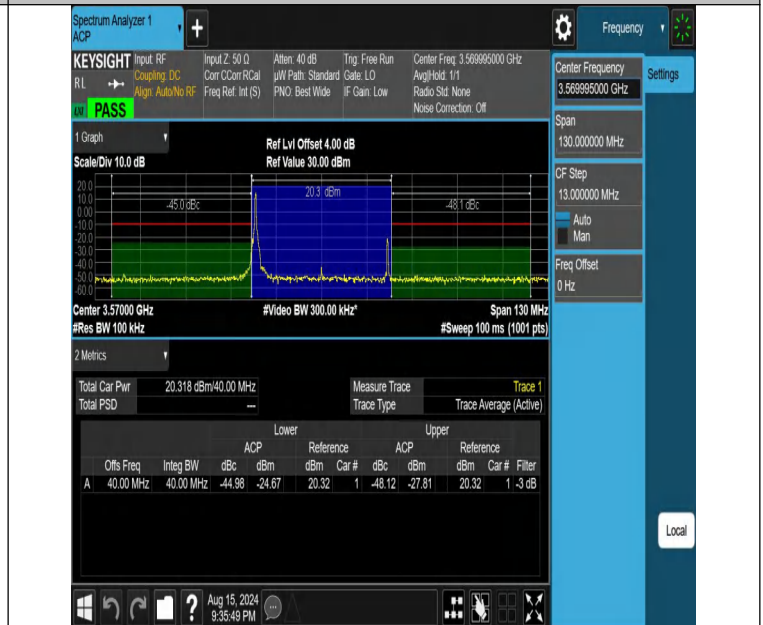 Spectrum Analyzer 1
ACP
+
Frequency
KEYSIGHT Input: RF Input Z: 50 Ω Atten: 40 dB Trig: Free Run Center Freq: 3.569995000 GHz
RL Coupling: DC Corr CCorr RCal µW Path: Standard Gate: LO Avg|Hold: 1/1
Align: Auto/No RF Freq Ref: Int (S) PNO: Best Wide IF Gain: Low Radio Std: None
PASS Noise Correction: Off
Center Frequency
3.569995000 GHz
Settings
Span
130.000000 MHz
CF Step
13.000000 MHz
Auto
Man
Freq Offset
0 Hz
1 Graph
Ref Lvl Offset 4.00 dB
Scale/Div 10.0 dB Ref Value 30.00 dBm
20.0
10.0
0.00
-10.0
-20.0
-30.0
-40.0
-50.0
-60.0
-45.0 dBc 20.3 dBm -48.1 dBc
Center 3.57000 GHz #Video BW 300.00 kHz* Span 130 MHz
#Res BW 100 kHz #Sweep 100 ms (1001 pts)
2 Metrics
Total Car Pwr 20.318 dBm/40.00 MHz Measure Trace Trace 1
Total PSD --- Trace Type Trace Average (Active)
Lower Upper
ACP Reference ACP Reference
Offs Freq Integ BW dBc dBm dBm Car # dBc dBm dBm Car # Filter
A 40.00 MHz 40.00 MHz -44.98 -24.67 20.32 1 -48.12 -27.81 20.32 1 -3 dB
Local
? Aug 15, 2024
9:35:49 PM